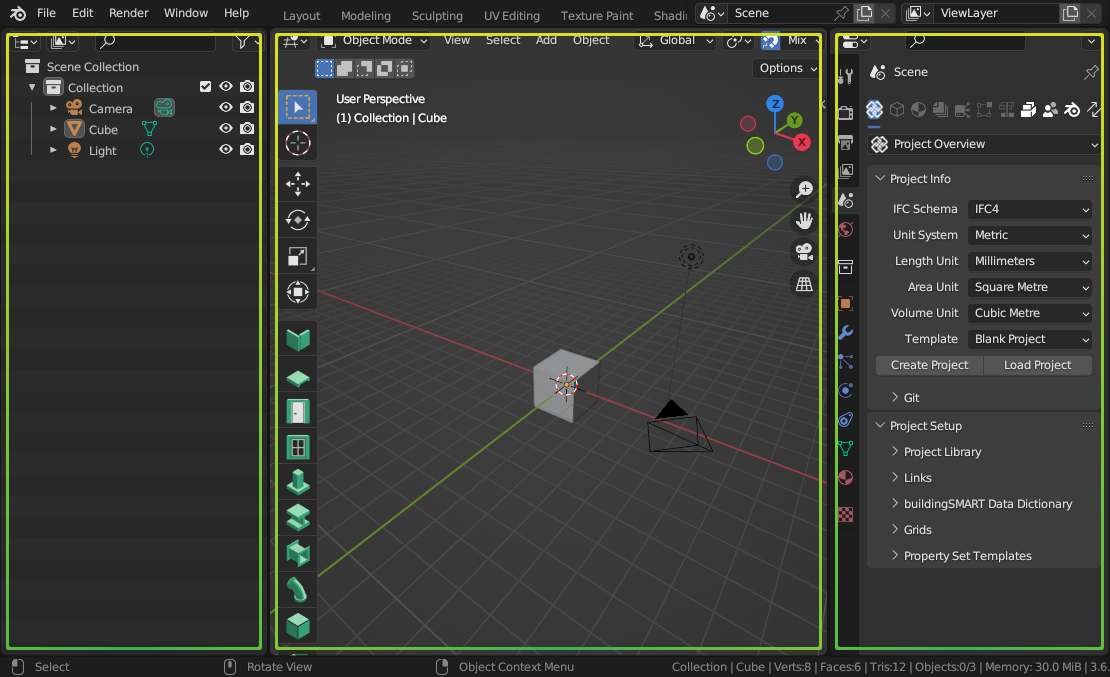 File Edit Render Window Help Layout Modeling Sculpting UV Editing Texture Paint Shadi Scene ViewLayer
Object Mode View Select Add Object Global Mix
Options
Scene Collection
Collection
Camera
Cube
Light
User Perspective
(1) Collection | Cube
Z
Y
X
Scene
Project Overview
Project Info
IFC Schema IFC4
Unit System Metric
Length Unit Millimeters
Area Unit Square Metre
Volume Unit Cubic Metre
Template Blank Project
Create Project Load Project
Git
Project Setup
Project Library
Links
buildingSMART Data Dictionary
Grids
Property Set Templates
Select Rotate View Object Context Menu Collection | Cube | Verts:8 | Faces:6 | Tris:12 | Objects:0/3 | Memory: 30.0 MiB | 3.6.